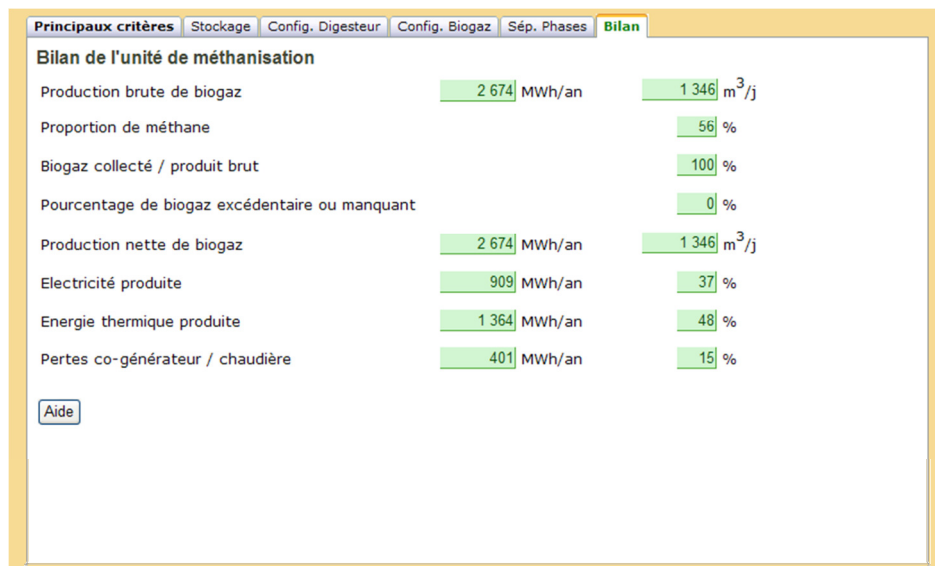 Principaux critères Stockage Config. Digesteur Config. Biogaz Sép. Phases Bilan
Bilan de l'unité de méthanisation
Production brute de biogaz 2 674 MWh/an 1 346 m³/j
Proportion de méthane 56 %
Biogaz collecté / produit brut 100 %
Pourcentage de biogaz excédentaire ou manquant 0 %
Production nette de biogaz 2 674 MWh/an 1 346 m³/j
Electricité produite 909 MWh/an 37 %
Energie thermique produite 1 364 MWh/an 48 %
Pertes co-générateur / chaudière 401 MWh/an 15 %
Aide